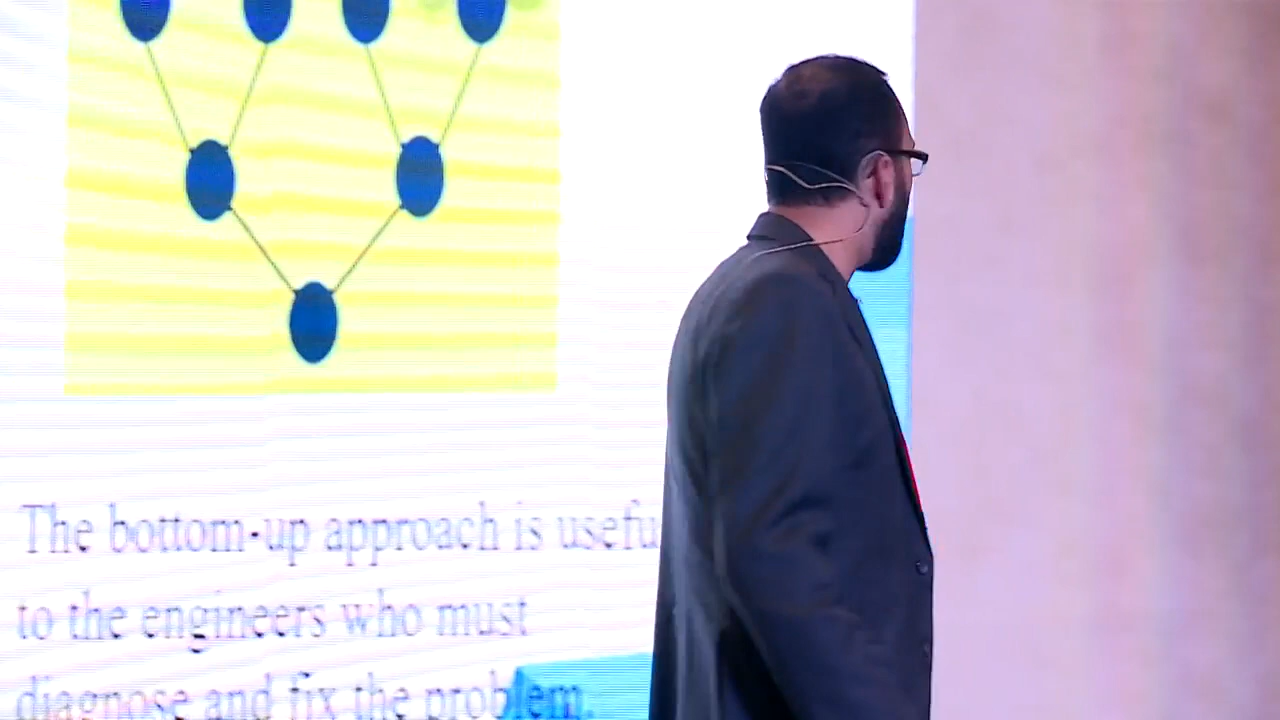 The bottom-up approach is usefu
to the engineers who must
diagnose and fix the problem.